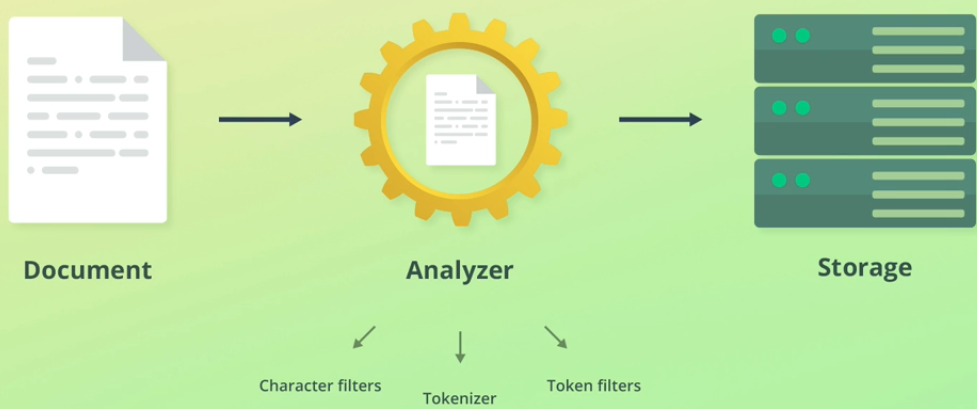 Document
Analyzer
Storage
Character filters
Tokenizer
Token filters